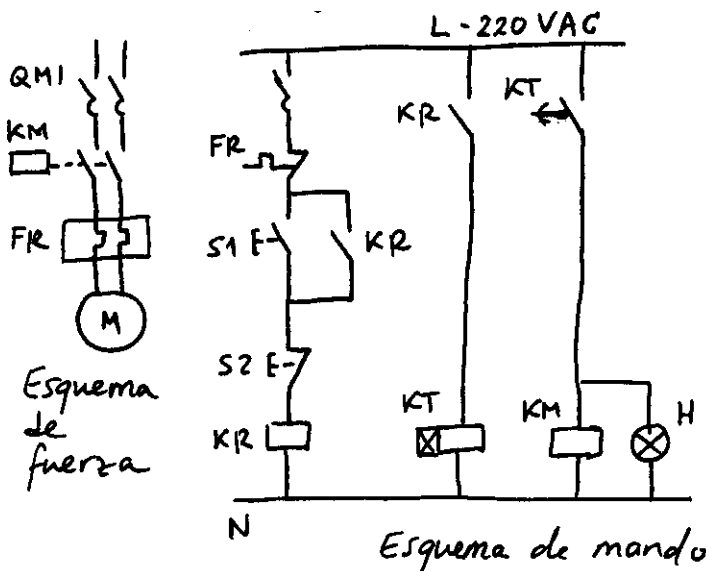 L - 220 VAC
QM1
KM
FR
M
Esquema
de
fuerza
FR
S1
KR
S2
KR
KR
KT
KT
KM
H
N
Esquema de mando